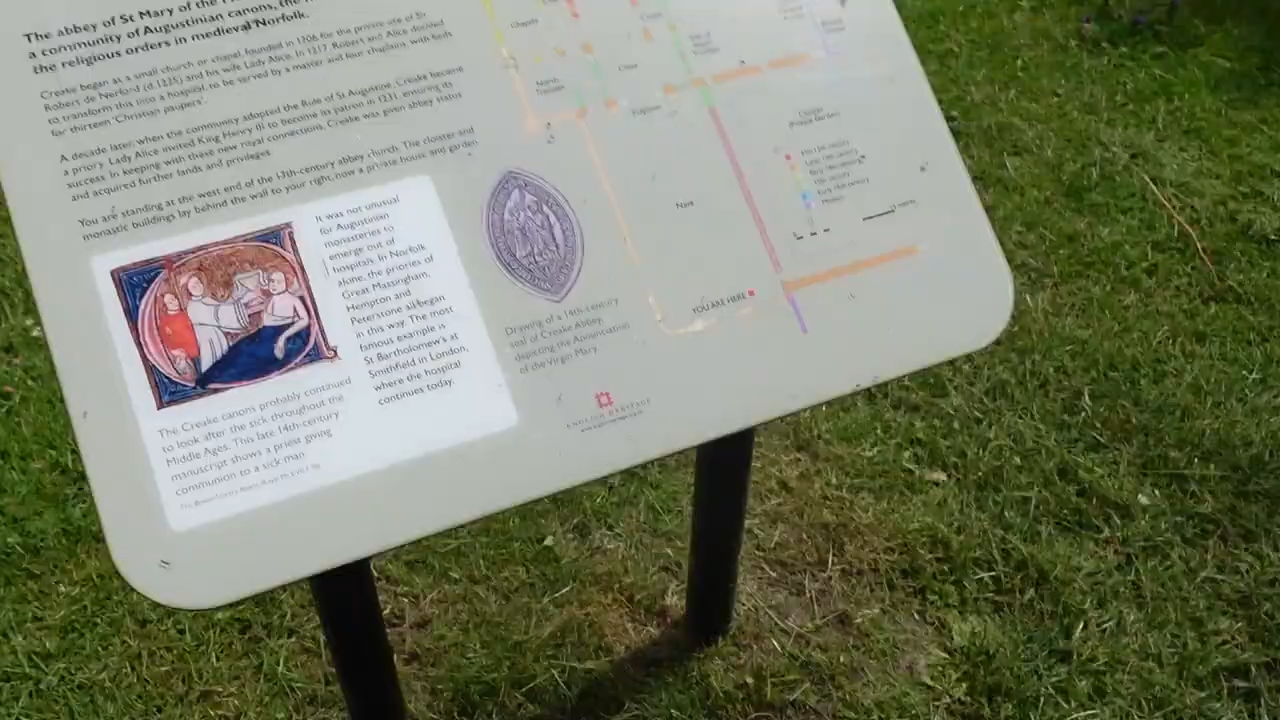 The abbey of St Mary of the
a community of Augustinian canons, the
the religious orders in medieval Norfolk.
Creake began as a small church or chapel, founded in 1206 for the private use of Sir
Robert de Nerford (d.1225) and his wife, Lady Alice. In 1217, Robert and Alice decided
to transform this into a hospital, to be served by a master and four chaplains, with beds
for thirteen 'Christian paupers'.
A decade later, when the community adopted the Rule of St Augustine, Creake became
a priory. Lady Alice invited King Henry III to become its patron in 1231, ensuring its
success. In keeping with these new royal connections, Creake was given abbey status
and acquired further lands and privileges.
You are standing at the west end of the 13th-century abbey church. The cloister and
monastic buildings lay behind the wall to your right, now a private house and garden.
It was not unusual
for Augustinian
monasteries to
emerge out of
hospitals. In Norfolk
alone, the priories of
Great Massingham,
Hempton and
Peterstone all began
in this way. The most
famous example is
St Bartholomew's at
Smithfield in London,
where the hospital
continues today.
The Creake canons probably continued
to look after the sick throughout the
Middle Ages. This late 14th-century
manuscript shows a priest giving
communion to a sick man.
Drawing of a 14th-century
seal of Creake Abbey,
depicting the Annunciation
of the Virgin Mary.
Chapels
North
Transept
Choir
Pulpitum
Nave
YOU ARE HERE
Cloister
(Private Garden)
ENGLISH HERITAGE